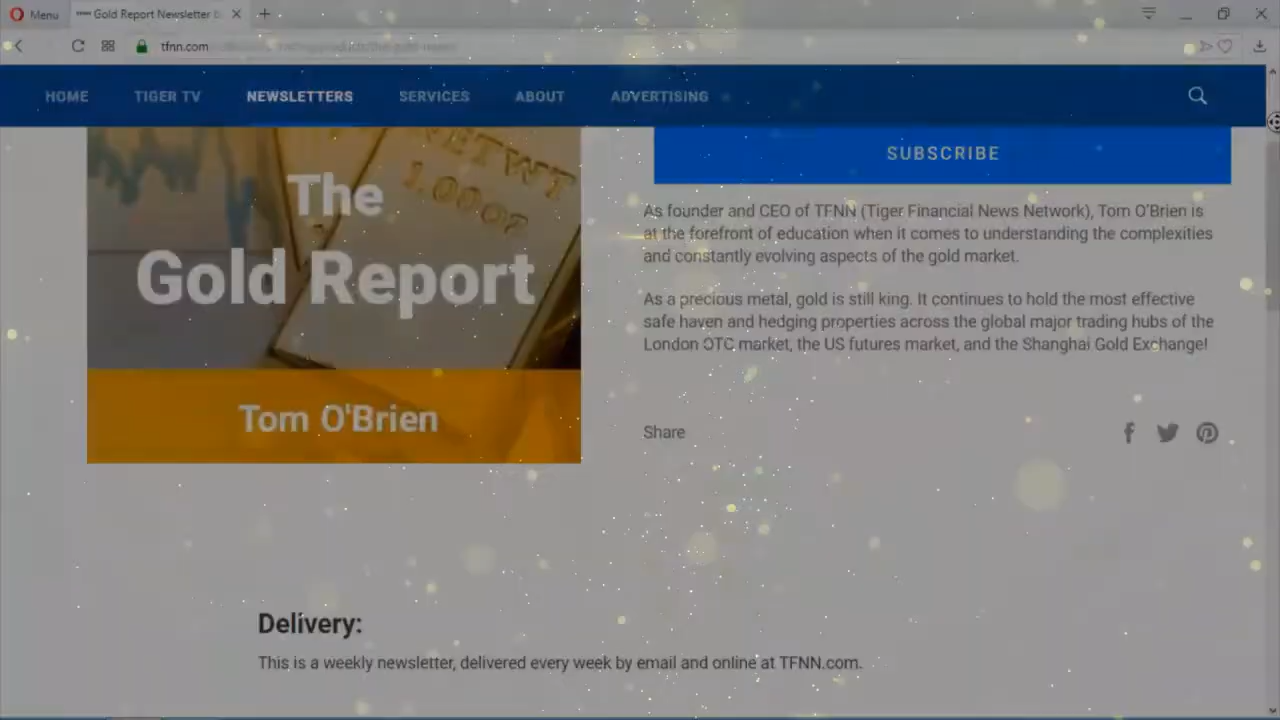 Menu
Gold Report Newsletter
tfnn.com
HOME TIGER TV NEWSLETTERS SERVICES ABOUT ADVERTISING
NETWT
1.000Z
The
Gold Report
Tom O'Brien
SUBSCRIBE
As founder and CEO of TFNN (Tiger Financial News Network), Tom O'Brien is
at the forefront of education when it comes to understanding the complexities
and constantly evolving aspects of the gold market.
As a precious metal, gold is still king. It continues to hold the most effective
safe haven and hedging properties across the global major trading hubs of the
London OTC market, the US futures market, and the Shanghai Gold Exchange!
Share
Delivery:
This is a weekly newsletter, delivered every week by email and online at TFNN.com.